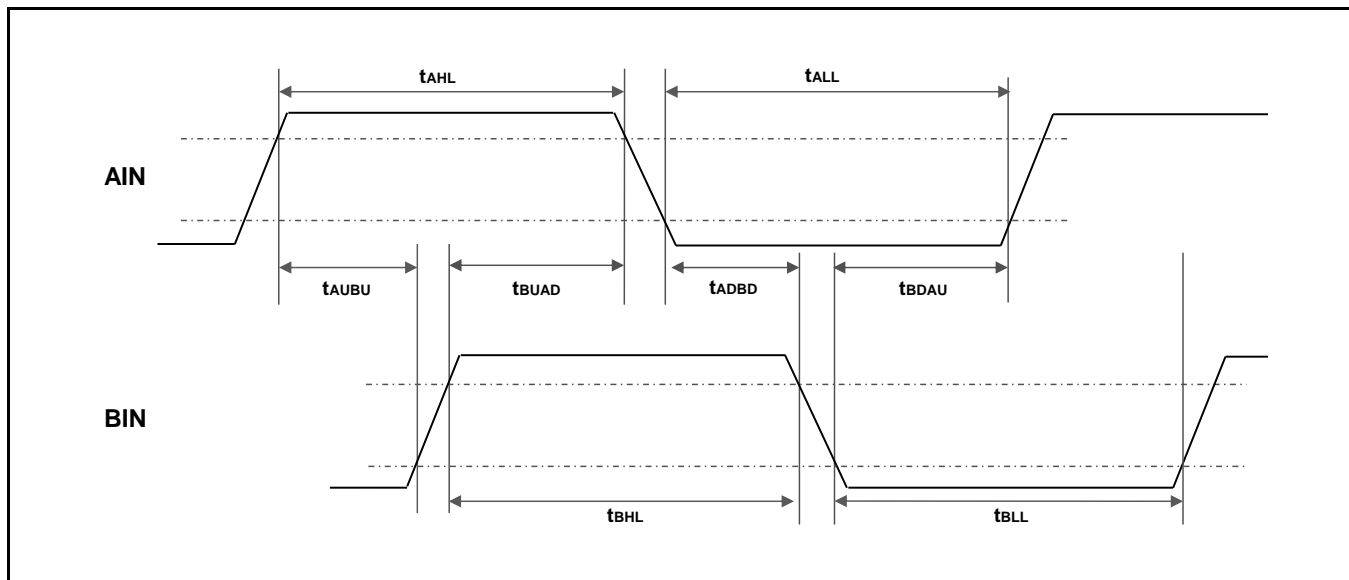 tAHL tALL
AIN
tAUBU tBUAD tADBD tBDAU
BIN
tBHL tBLL